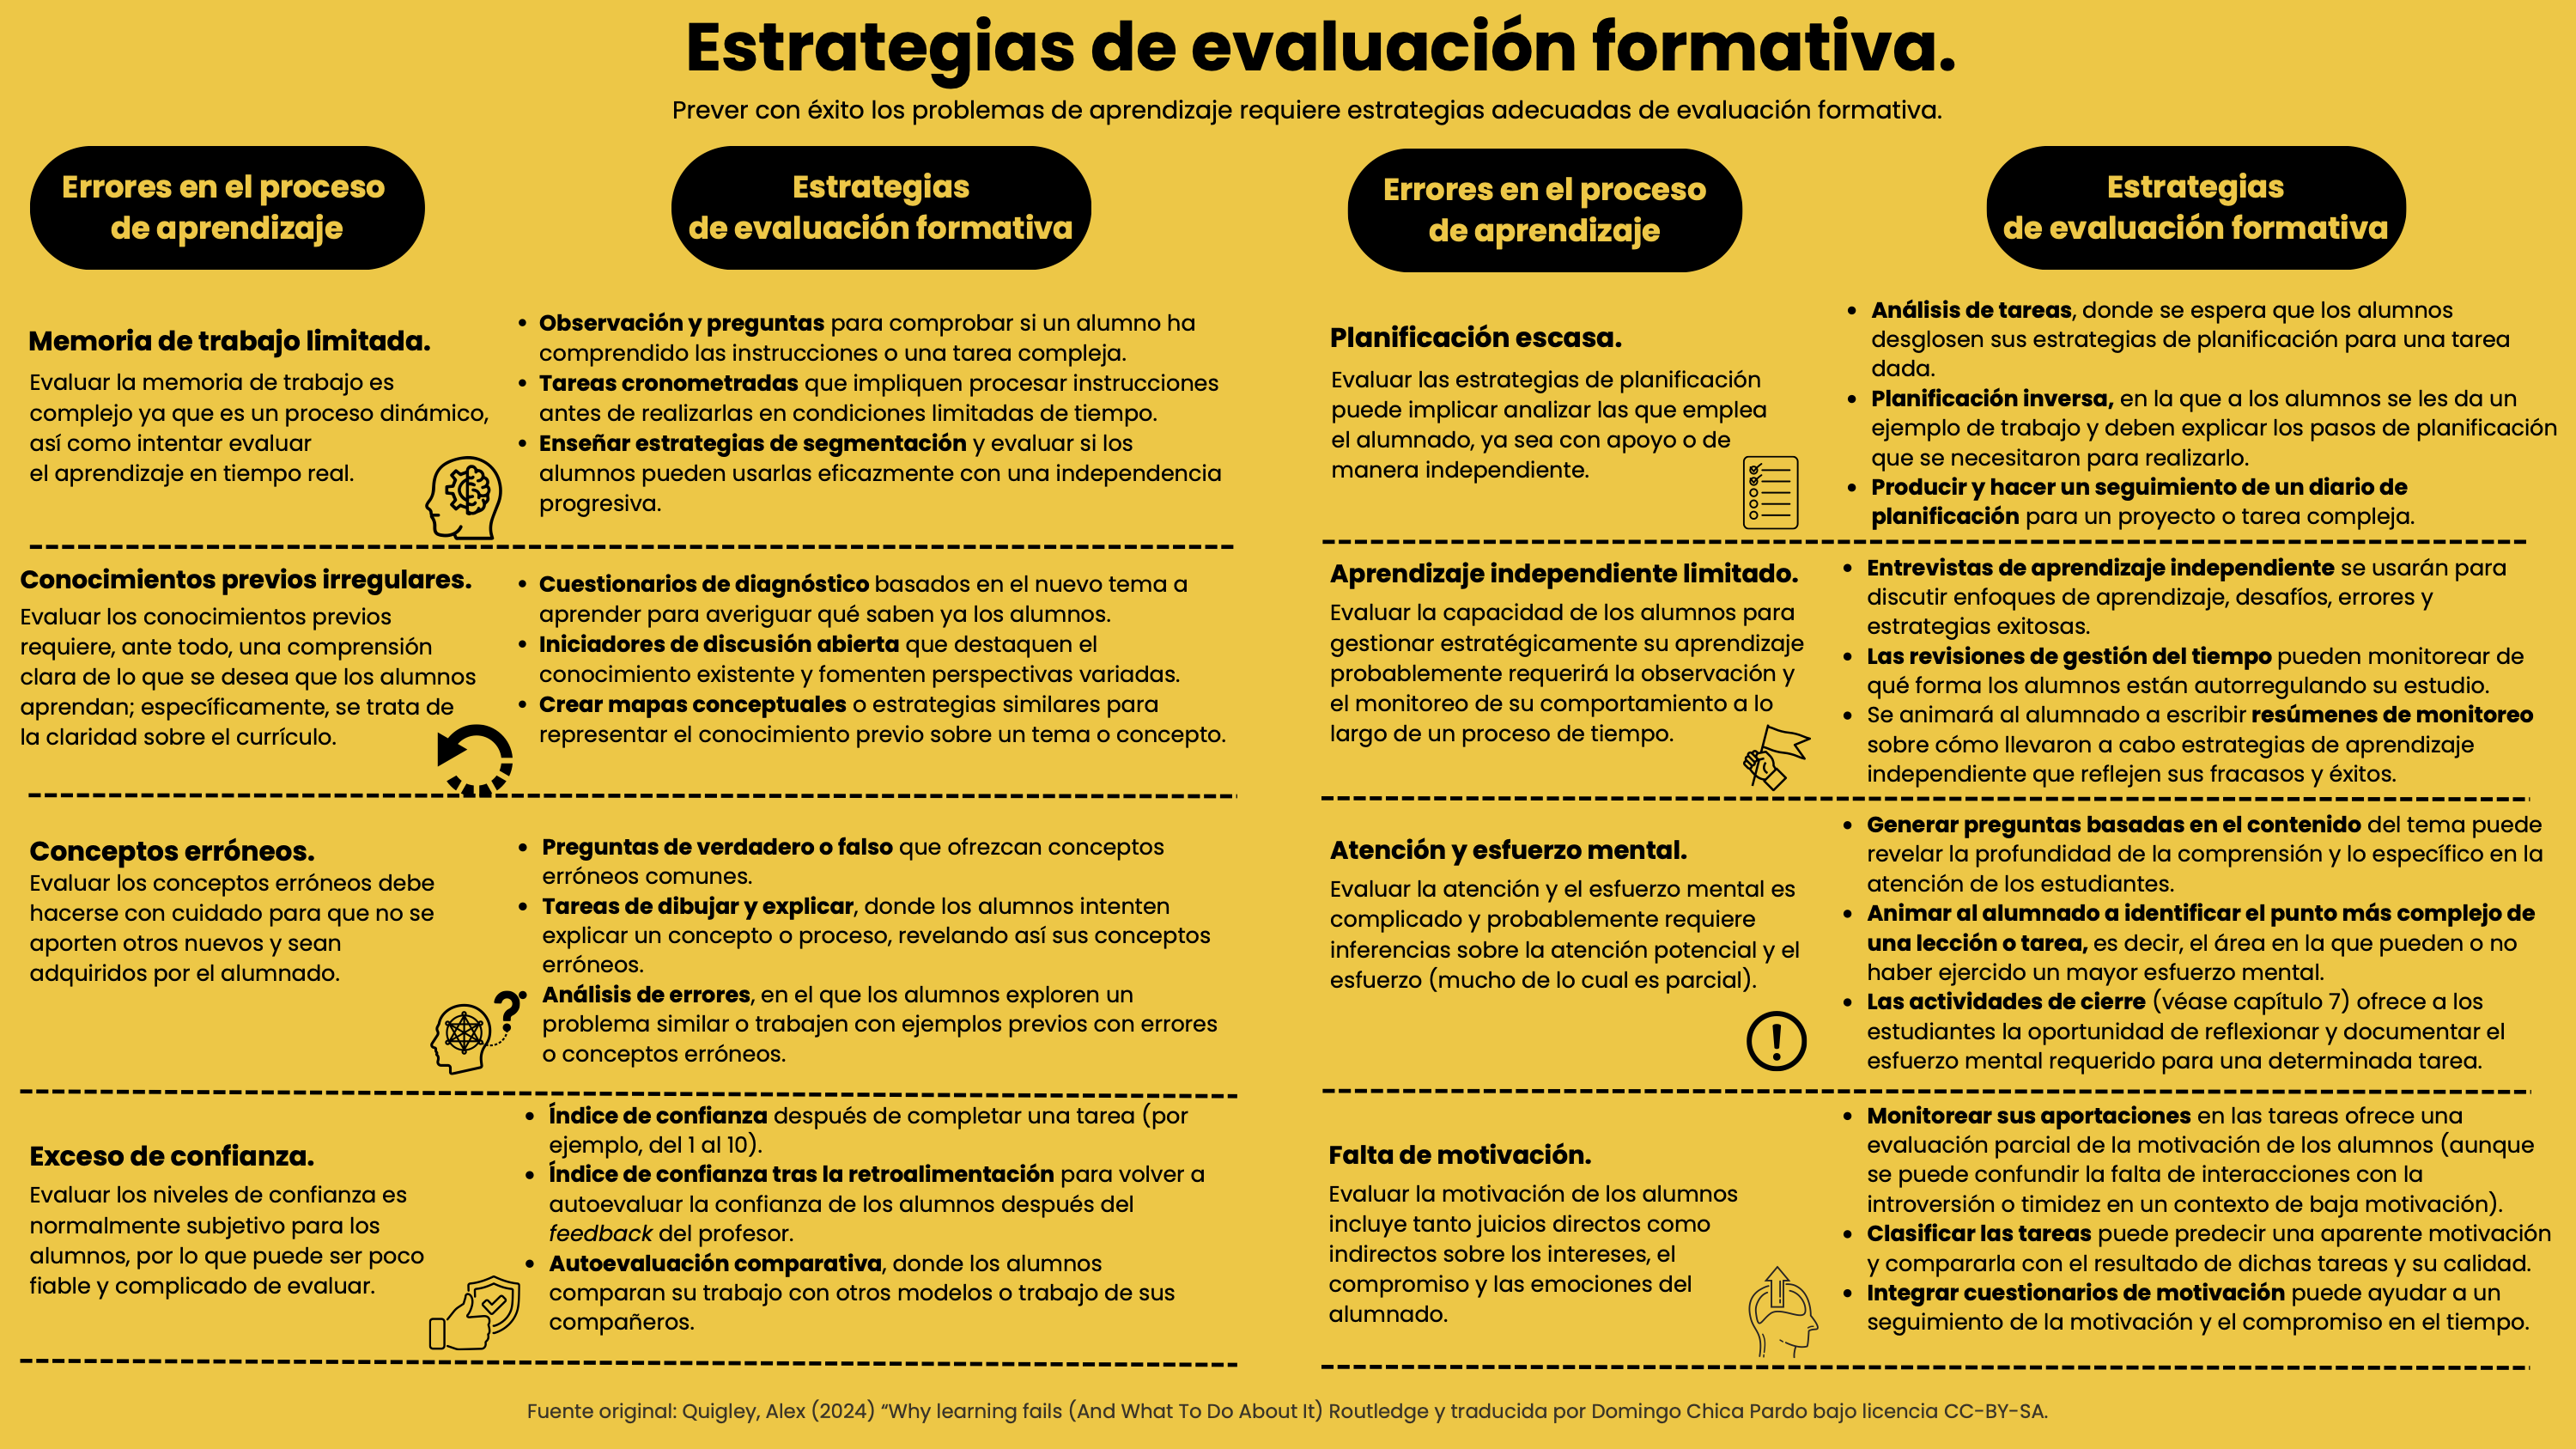 Estrategias de evaluación formativa.
Prever con éxito los problemas de aprendizaje requiere estrategias adecuadas de evaluación formativa.
Errores en el proceso
de aprendizaje
Estrategias
de evaluación formativa
Memoria de trabajo limitada.
Evaluar la memoria de trabajo es
complejo ya que es un proceso dinámico,
así como intentar evaluar
el aprendizaje en tiempo real.
• Observación y preguntas para comprobar si un alumno ha
comprendido las instrucciones o una tarea compleja.
• Tareas cronometradas que impliquen procesar instrucciones
antes de realizarlas en condiciones limitadas de tiempo.
• Enseñar estrategias de segmentación y evaluar si los
alumnos pueden usarlas eficazmente con una independencia
progresiva.
Conocimientos previos irregulares.
Evaluar los conocimientos previos
requiere, ante todo, una comprensión
clara de lo que se desea que los alumnos
aprendan; específicamente, se trata de
la claridad sobre el currículo.
• Cuestionarios de diagnóstico basados en el nuevo tema a
aprender para averiguar qué saben ya los alumnos.
• Iniciadores de discusión abierta que destaquen el
conocimiento existente y fomenten perspectivas variadas.
• Crear mapas conceptuales o estrategias similares para
representar el conocimiento previo sobre un tema o concepto.
Conceptos erróneos.
Evaluar los conceptos erróneos debe
hacerse con cuidado para que no se
aporten otros nuevos y sean
adquiridos por el alumnado.
• Preguntas de verdadero o falso que ofrezcan conceptos
erróneos comunes.
• Tareas de dibujar y explicar, donde los alumnos intenten
explicar un concepto o proceso, revelando así sus conceptos
erróneos.
• Análisis de errores, en el que los alumnos exploren un
problema similar o trabajen con ejemplos previos con errores
o conceptos erróneos.
Exceso de confianza.
Evaluar los niveles de confianza es
normalmente subjetivo para los
alumnos, por lo que puede ser poco
fiable y complicado de evaluar.
• Índice de confianza después de completar una tarea (por
ejemplo, del 1 al 10).
• Índice de confianza tras la retroalimentación para volver a
autoevaluar la confianza de los alumnos después del
feedback del profesor.
• Autoevaluación comparativa, donde los alumnos
comparan su trabajo con otros modelos o trabajo de sus
compañeros.
Errores en el proceso
de aprendizaje
Estrategias
de evaluación formativa
Planificación escasa.
Evaluar las estrategias de planificación
puede implicar analizar las que emplea
el alumnado, ya sea con apoyo o de
manera independiente.
• Análisis de tareas, donde se espera que los alumnos
desglosen sus estrategias de planificación para una tarea
dada.
• Planificación inversa, en la que a los alumnos se les da un
ejemplo de trabajo y deben explicar los pasos de planificación
que se necesitaron para realizarlo.
• Producir y hacer un seguimiento de un diario de
planificación para un proyecto o tarea compleja.
Aprendizaje independiente limitado.
Evaluar la capacidad de los alumnos para
gestionar estratégicamente su aprendizaje
probablemente requerirá la observación y
el monitoreo de su comportamiento a lo
largo de un proceso de tiempo.
• Entrevistas de aprendizaje independiente se usarán para
discutir enfoques de aprendizaje, desafíos, errores y
estrategias exitosas.
• Las revisiones de gestión del tiempo pueden monitorear de
qué forma los alumnos están autorregulando su estudio.
• Se animará al alumnado a escribir resúmenes de monitoreo
sobre cómo llevaron a cabo estrategias de aprendizaje
independiente que reflejen sus fracasos y éxitos.
Atención y esfuerzo mental.
Evaluar la atención y el esfuerzo mental es
complicado y probablemente requiere
inferencias sobre la atención potencial y el
esfuerzo (mucho de lo cual es parcial).
• Generar preguntas basadas en el contenido del tema puede
revelar la profundidad de la comprensión y lo específico en la
atención de los estudiantes.
• Animar al alumnado a identificar el punto más complejo de
una lección o tarea, es decir, el área en la que pueden o no
haber ejercido un mayor esfuerzo mental.
• Las actividades de cierre (véase capítulo 7) ofrece a los
estudiantes la oportunidad de reflexionar y documentar el
esfuerzo mental requerido para una determinada tarea.
Falta de motivación.
Evaluar la motivación de los alumnos
incluye tanto juicios directos como
indirectos sobre los intereses, el
compromiso y las emociones del
alumnado.
• Monitorear sus aportaciones en las tareas ofrece una
evaluación parcial de la motivación de los alumnos (aunque
se puede confundir la falta de interacciones con la
introversión o timidez en un contexto de baja motivación).
• Clasificar las tareas puede predecir una aparente motivación
y compararla con el resultado de dichas tareas y su calidad.
• Integrar cuestionarios de motivación puede ayudar a un
seguimiento de la motivación y el compromiso en el tiempo.
Fuente original: Quigley, Alex (2024) “Why learning fails (And What To Do About It) Routledge y traducida por Domingo Chica Pardo bajo licencia CC-BY-SA.